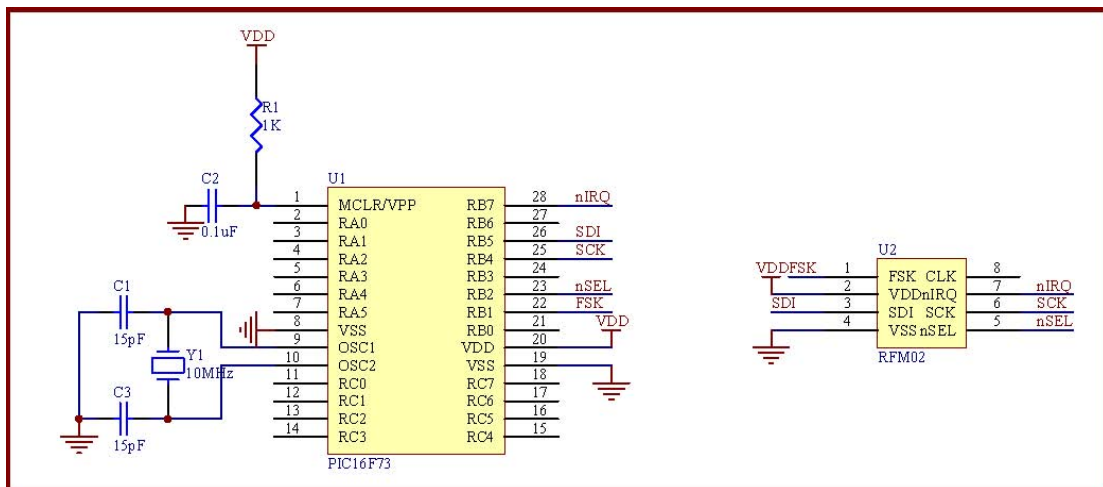 VDD
R1
1K
C2
0.1uF
U1
1 MCLR/VPP RB7 28 nIRQ
2 RA0 RB6 27
3 RA1 RB5 26 SDI
4 RA2 RB4 25 SCK
5 RA3 RB3 24
6 RA4 RB2 23 nSEL
7 RA5 RB1 22 FSK
8 VSS RB0 21
9 OSC1 VDD 20 VDD
10 OSC2 VSS 19
11 RC0 RC7 18
12 RC1 RC6 17
13 RC2 RC5 16
14 RC3 RC4 15
PIC16F73
C1
15pF
Y1
10MHz
C3
15pF
U2
VDDFSK 1 FSK CLK 8
2 VDDnIRQ 7 nIRQ
SDI 3 SDI SCK 6 SCK
4 VSS nSEL 5 nSEL
RFM02